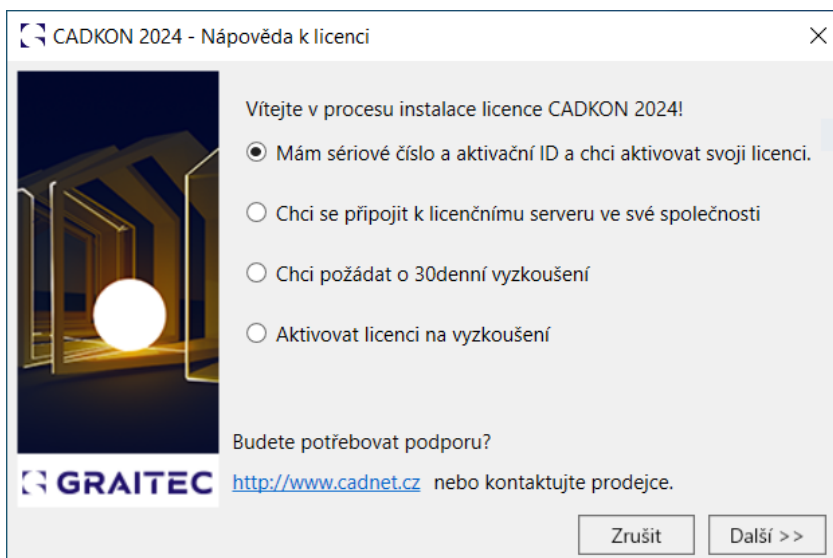 CADKON 2024 - Nápověda k licenci
Vítejte v procesu instalace licence CADKON 2024!
Mám sériové číslo a aktivační ID a chci aktivovat svoji licenci.
Chci se připojit k licenčnímu serveru ve své společnosti
Chci požádat o 30denní vyzkoušení
Aktivovat licenci na vyzkoušení
Budete potřebovat podporu?
GRAITEC
http://www.cadnet.cz nebo kontaktujte prodejce.
Zrušit
Další >>